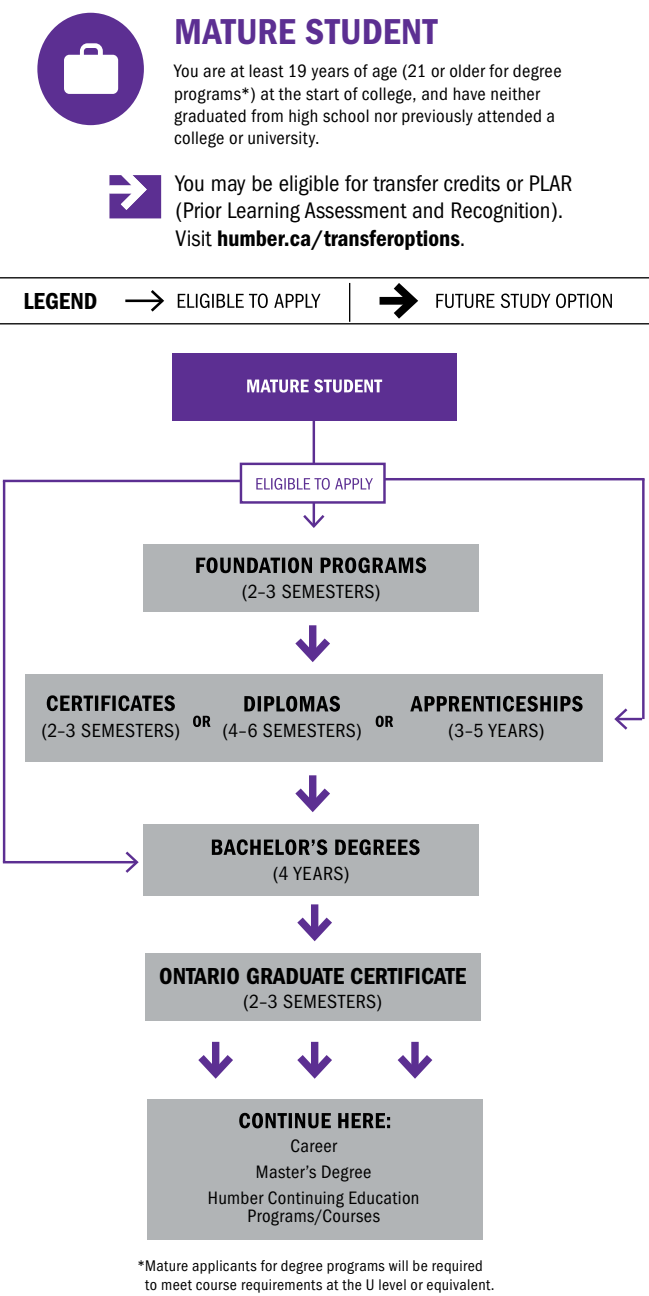 MATURE STUDENT
You are at least 19 years of age (21 or older for degree
programs*) at the start of college, and have neither
graduated from high school nor previously attended a
college or university.
You may be eligible for transfer credits or PLAR
(Prior Learning Assessment and Recognition).
Visit humber.ca/transferoptions.
LEGEND ELIGIBLE TO APPLY FUTURE STUDY OPTION
MATURE STUDENT
ELIGIBLE TO APPLY
FOUNDATION PROGRAMS
(2–3 SEMESTERS)
CERTIFICATES
(2–3 SEMESTERS)
OR
DIPLOMAS
(4–6 SEMESTERS)
OR
APPRENTICESHIPS
(3–5 YEARS)
BACHELOR’S DEGREES
(4 YEARS)
ONTARIO GRADUATE CERTIFICATE
(2–3 SEMESTERS)
CONTINUE HERE:
Career
Master’s Degree
Humber Continuing Education
Programs/Courses
*Mature applicants for degree programs will be required
to meet course requirements at the U level or equivalent.